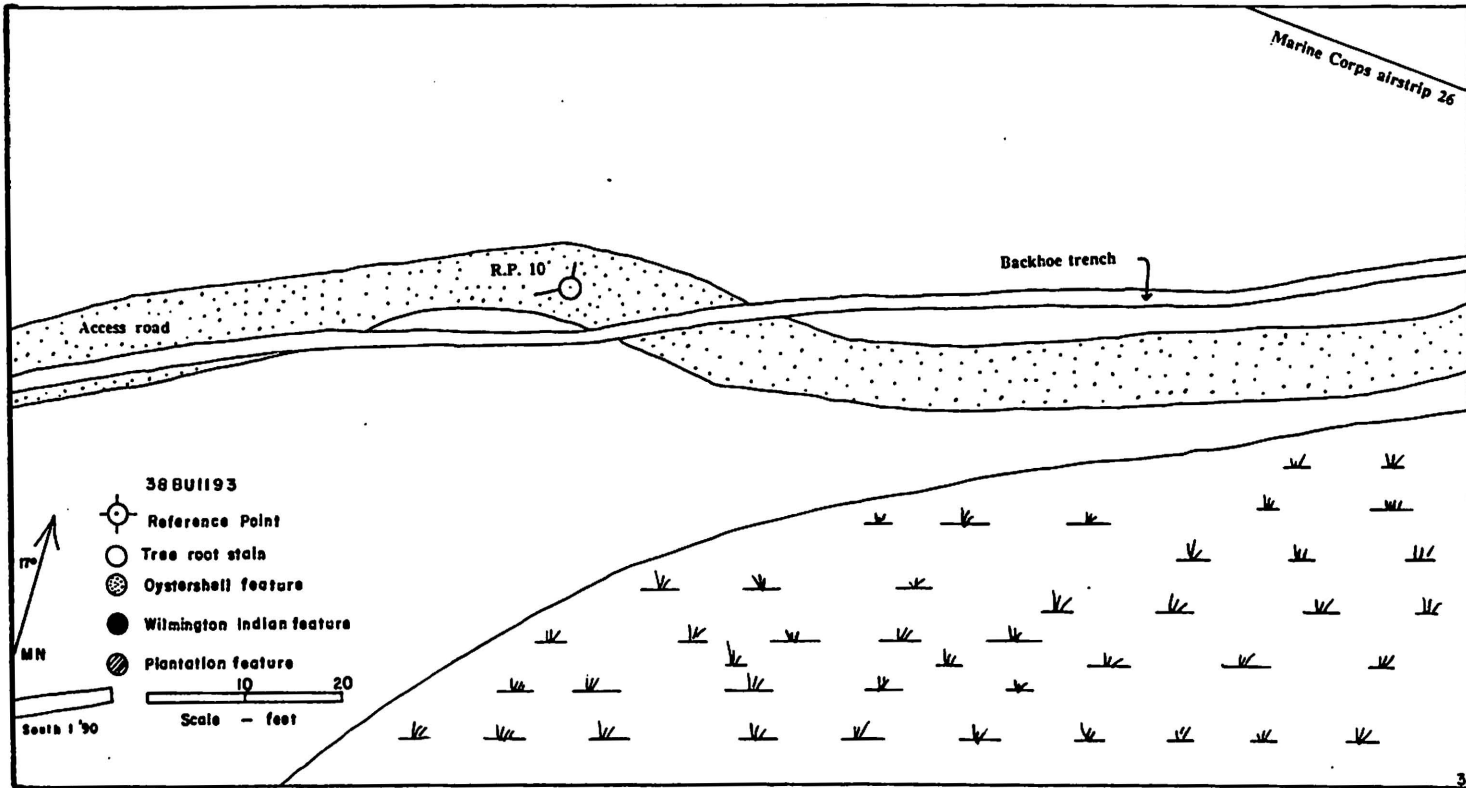 Marine Corps airstrip 26
R.P. 10
Backhoe trench
Access road
38BU1193
Reference Point
Tree root stain
Oystershell feature
Wilmington Indian feature
Plantation feature
17°
MN
10 20
Scale - feet
South 1 '90
3